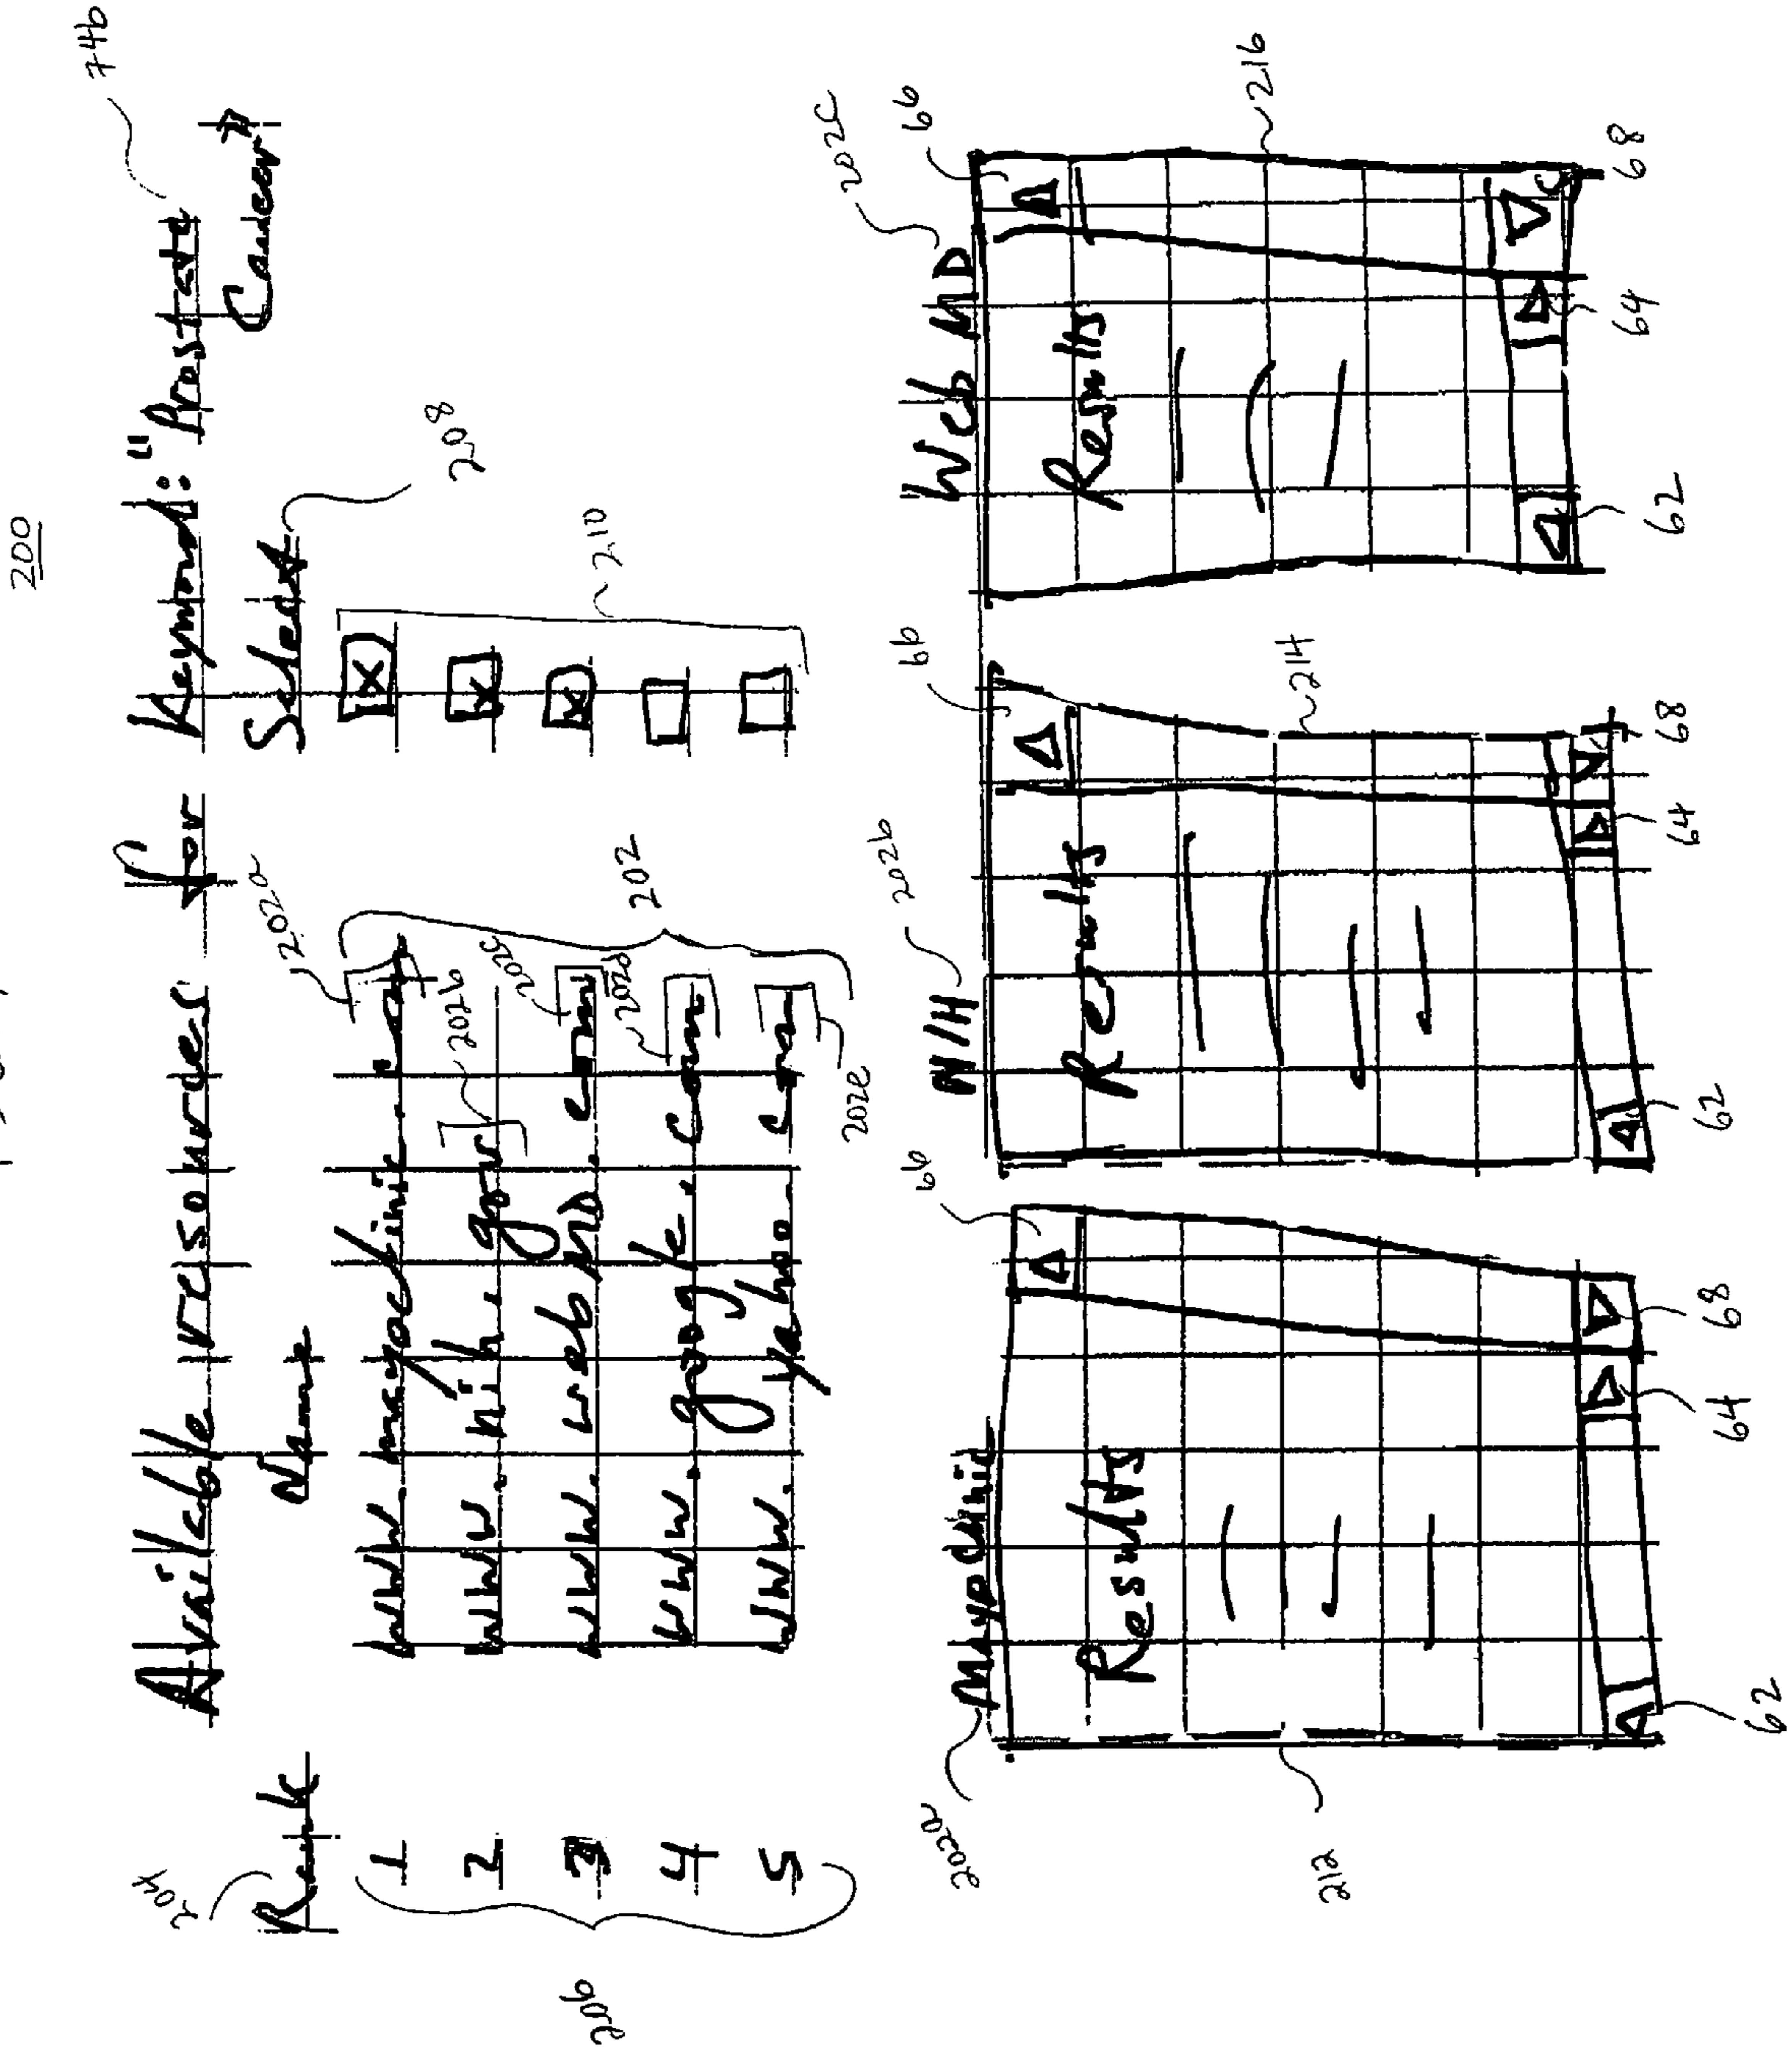 200
74b
Available resources for Keyword: "Prostate
Cancer"
204
Rank Name Select
208
202a
1 www.mayoclinic.
202b
2 www.nih.gov
202c
3 www.webMD.com
202d
4 www.google.com
5 www.yahoo.com
202e
206
202
210
202a Mayo Clinic 66
NIH 202b 66
Web MD 202c 66
Results
Results
Results
212
214
216
62 64 68
62 64 68
62 64 68